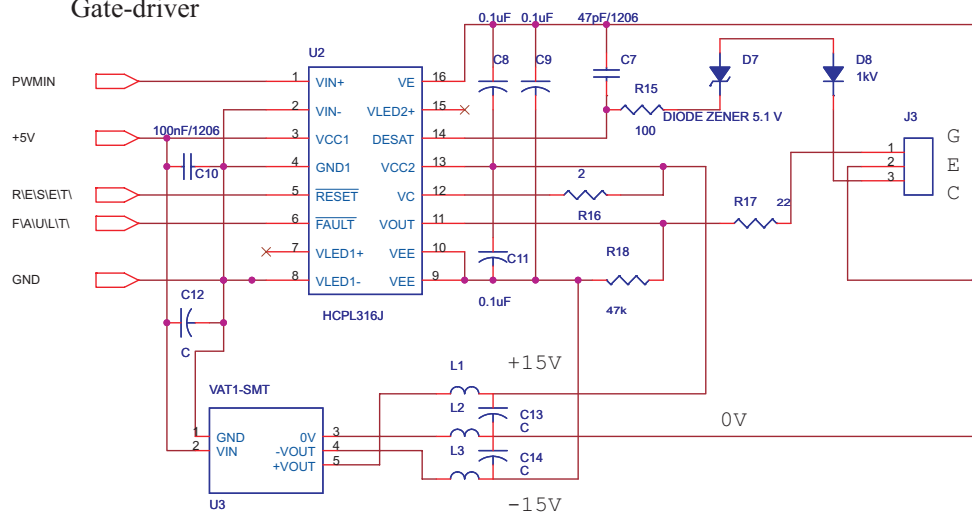 Gate-driver
0.1uF 0.1uF 47pF/1206
U2
C8 C9 C7 D7 D8
1kV
PWMIN 1 VIN+ VE 16
R15
2 VIN- VLED2+ 15
100 DIODE ZENER 5.1 V
J3
+5V 100nF/1206 3 VCC1 DESAT 14
1 G
4 GND1 VCC2 13
2 E
C10
3 C
R\E\S\E\T\ 5 RESET VC 12
2
R17 22
F\A\U\L\T\ 6 FAULT VOUT 11
R16
7 VLED1+ VEE 10
C11 R18
GND 8 VLED1- VEE 9
C12
0.1uF 47k
HCPL316J
C
L1 +15V
VAT1-SMT
L2 C13
C
0V
1 GND 0V 3
2 VIN -VOUT 4
L3 C14
C
+VOUT 5
U3
-15V